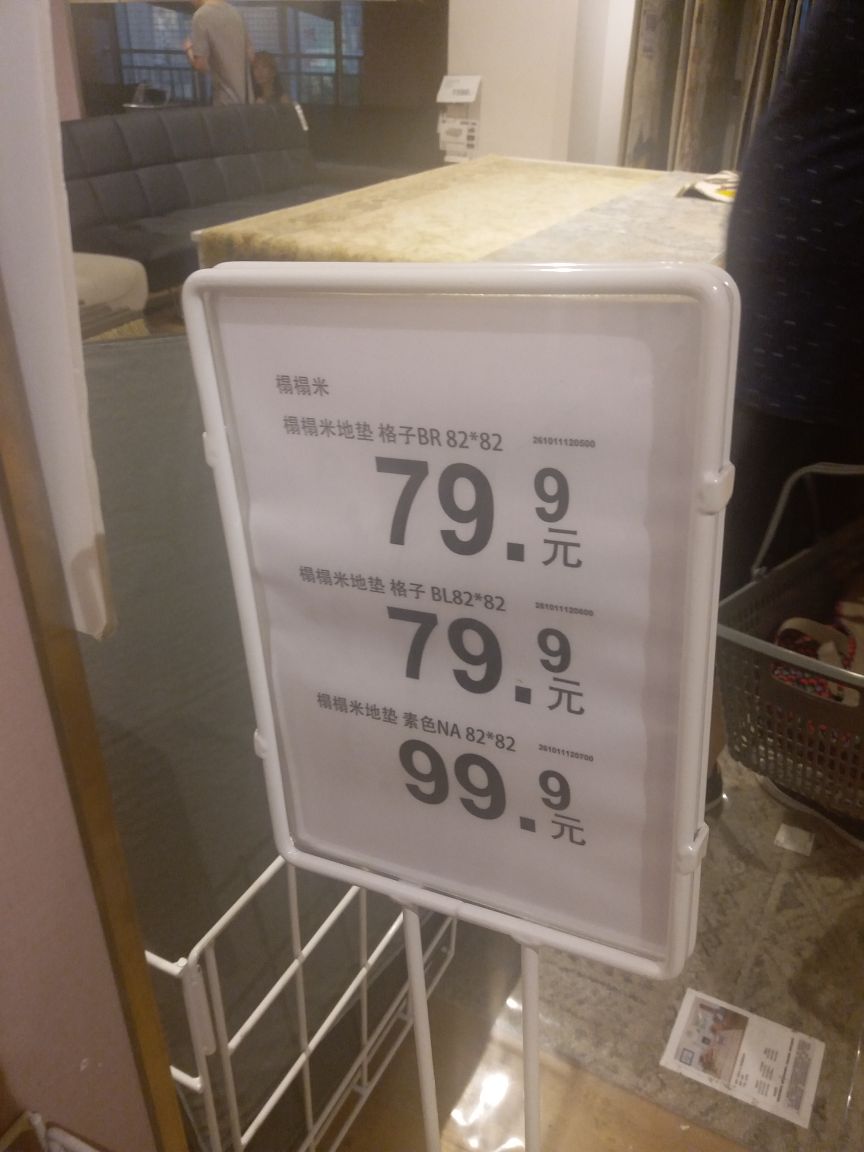 榻榻米
榻榻米地垫 格子BR 82*82 261011120500
79.9元
榻榻米地垫 格子 BL82*82 261011120600
79.9元
榻榻米地垫 素色NA 82*82 261011120700
99.9元